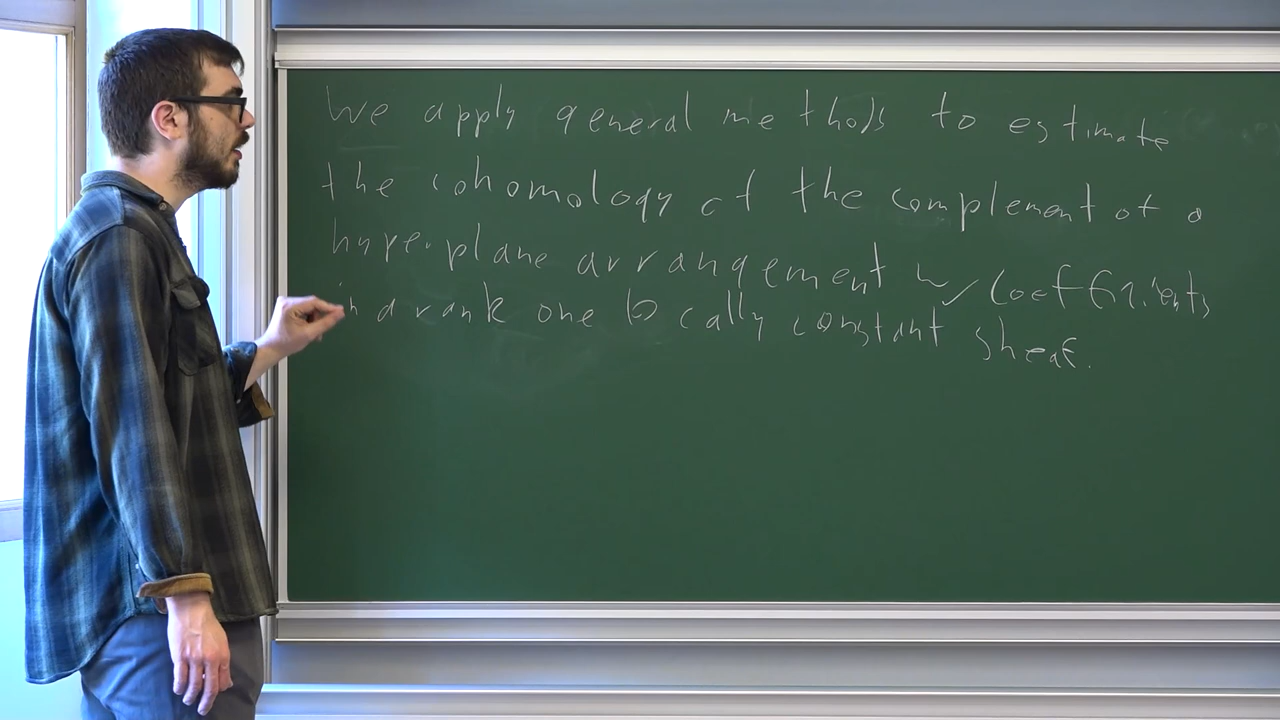 We apply general methods to estimate
the cohomology of the complement of a
hyperplane arrangement w/ coefficients
in a rank one locally constant sheaf.